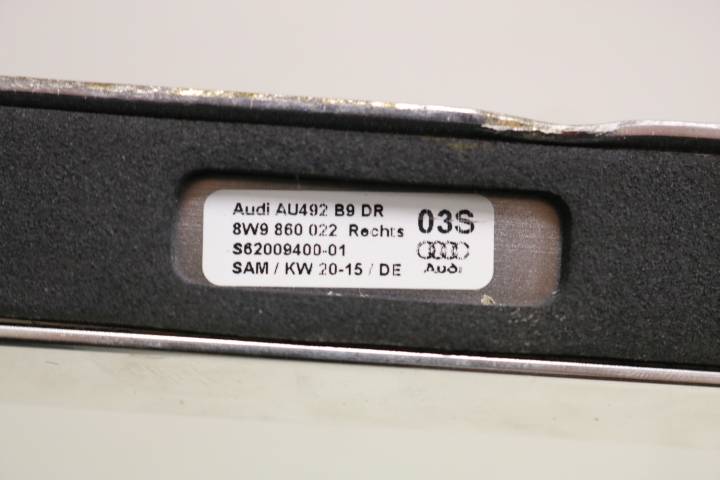 Audi AU492 B9 DR
8W9 860 022 Rechts
S62009400-01
SAM / KW 20-15 / DE
03S
Audi